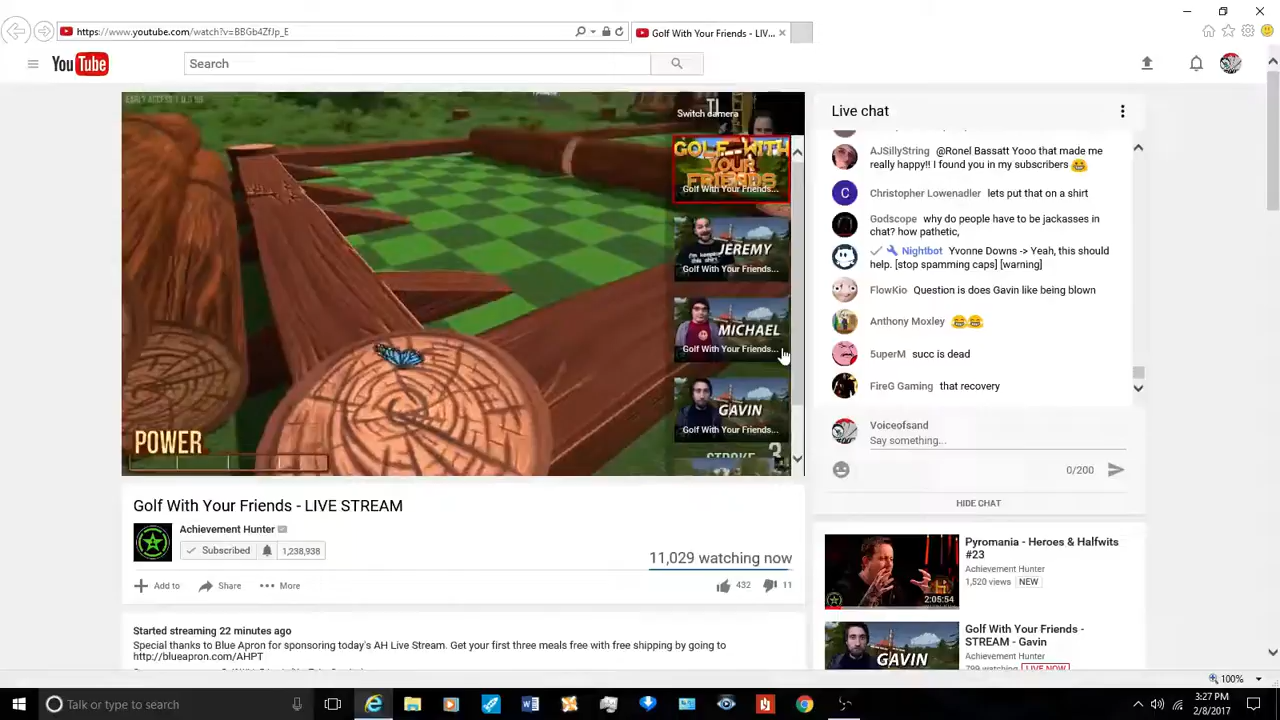 https://www.youtube.com/watch?v=BBGb4ZfJp_E
Golf With Your Friends - LIV...
YouTube
Search
EARLY ACCESS
Switch camera
GOLF WITH
YOUR
FRIENDS
Golf With Your Friends...
JEREMY
Golf With Your Friends...
MICHAEL
Golf With Your Friends...
GAVIN
Golf With Your Friends...
STROKE 3
POWER
Live chat
AJSillyString @Ronel Bassatt Yooo that made me
really happy!! I found you in my subscribers
C
Christopher Lowenadler lets put that on a shirt
Godscope why do people have to be jackasses in
chat? how pathetic,
Nightbot Yvonne Downs -> Yeah, this should
help. [stop spamming caps] [warning]
FlowKio Question is does Gavin like being blown
Anthony Moxley
5uperM succ is dead
FireG Gaming that recovery
Voiceofsand
Say something...
0/200
HIDE CHAT
Golf With Your Friends - LIVE STREAM
Achievement Hunter
Subscribed 1,238,938
11,029 watching now
Add to Share More
432 11
Started streaming 22 minutes ago
Special thanks to Blue Apron for sponsoring today's AH Live Stream. Get your first three meals free with free shipping by going to
http://blueapron.com/AHPT
Pyromania - Heroes & Halfwits
#23
Achievement Hunter
1,520 views NEW
2:05:54
Golf With Your Friends -
STREAM - Gavin
Achievement Hunter
799 watching LIVE NOW
GAVIN
100%
Talk or type to search
3:27 PM
2/8/2017